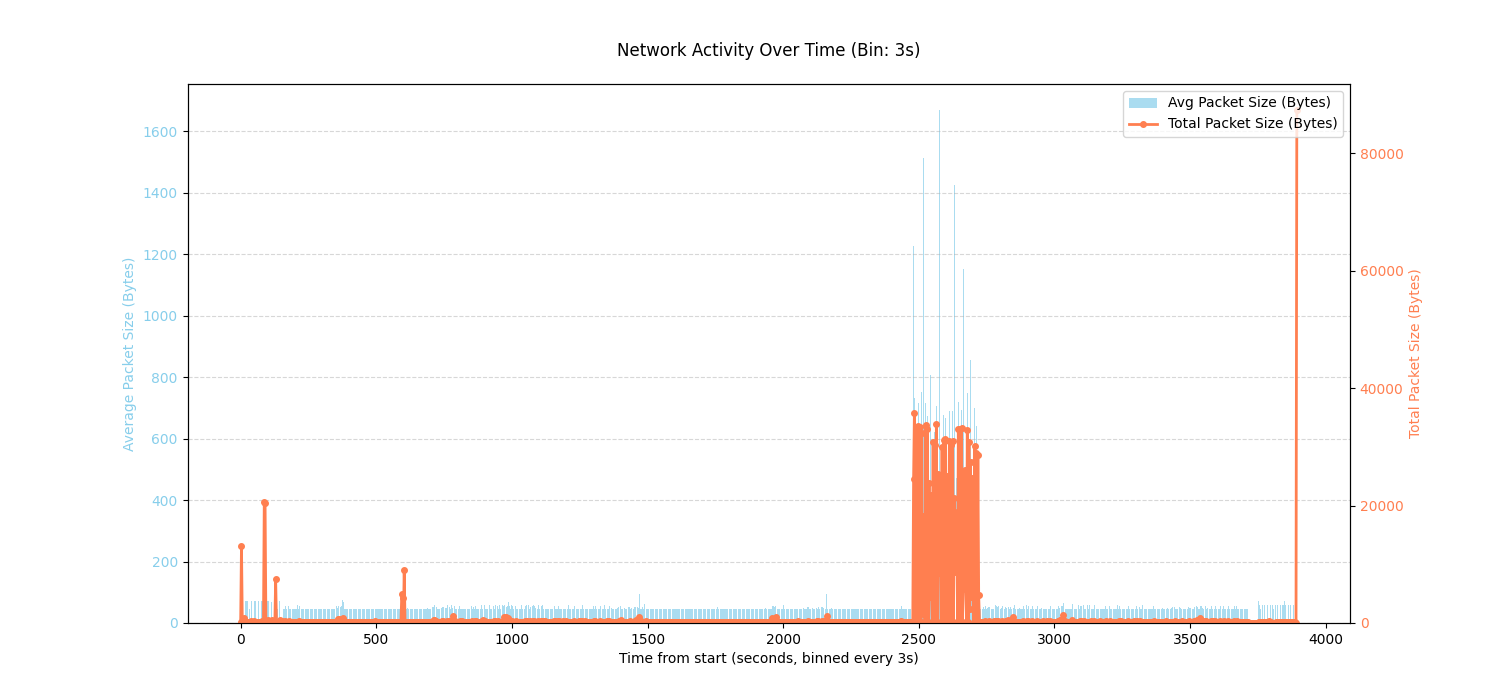 Network Activity Over Time (Bin: 3s)
Avg Packet Size (Bytes)
Total Packet Size (Bytes)
Average Packet Size (Bytes)
1600
1400
1200
1000
800
600
400
200
0
80000
60000
40000
20000
0
Total Packet Size (Bytes)
0 500 1000 1500 2000 2500 3000 3500 4000
Time from start (seconds, binned every 3s)